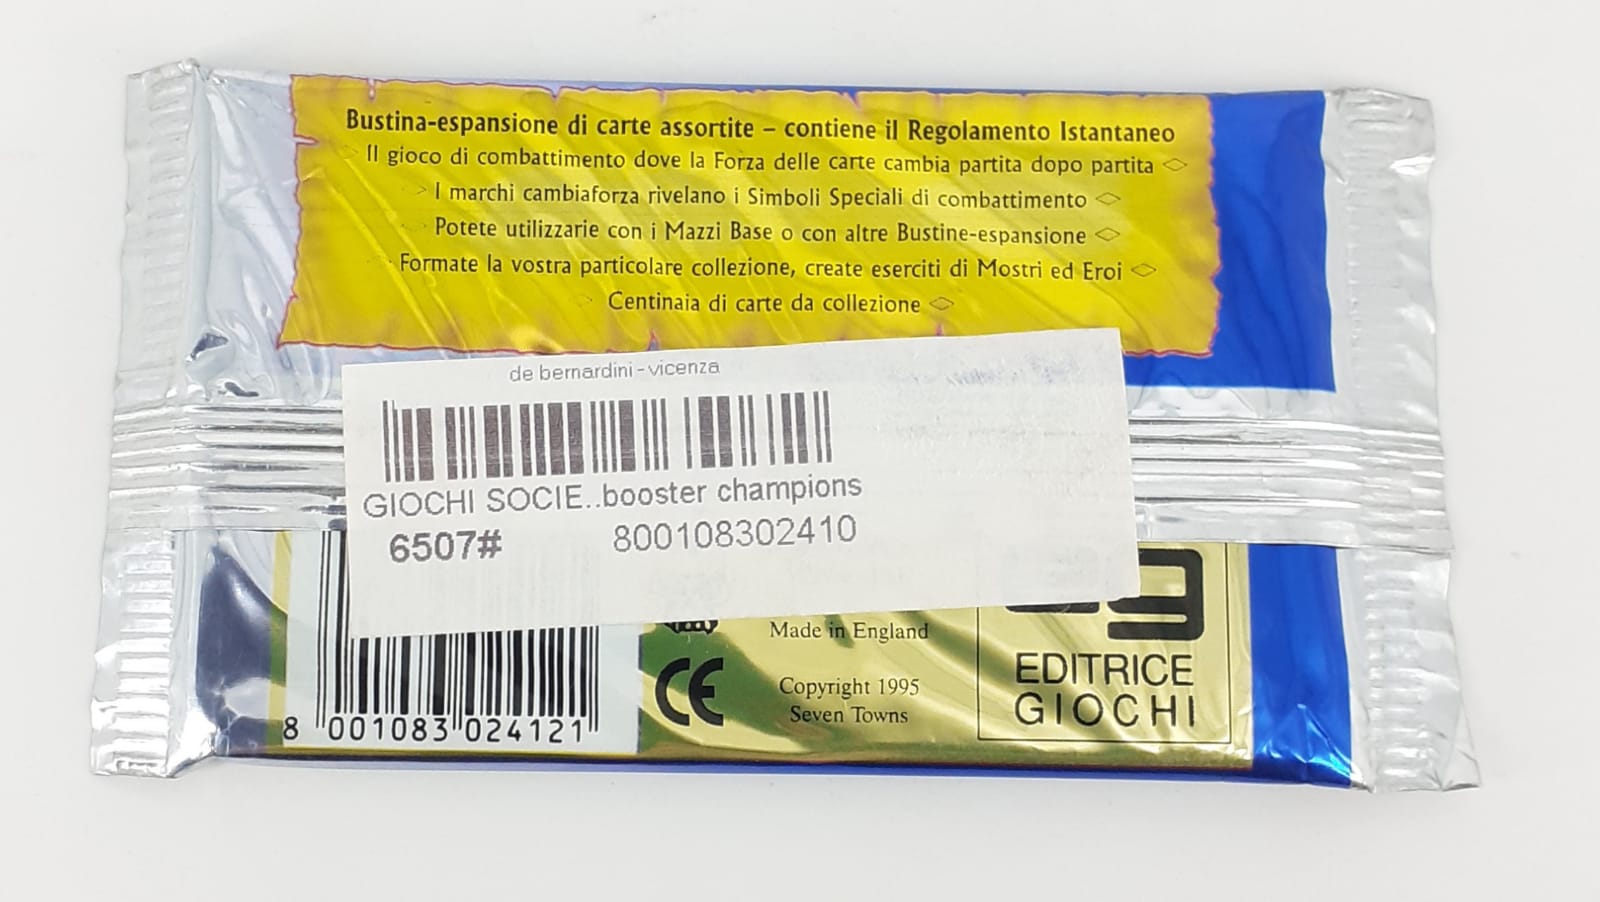 Bustina-espansione di carte assortite – contiene il Regolamento Istantaneo
Il gioco di combattimento dove la Forza delle carte cambia partita dopo partita
I marchi cambiaforza rivelano i Simboli Speciali di combattimento
Potete utilizzarie con i Mazzi Base o con altre Bustine-espansione
Formate la vostra particolare collezione, create eserciti di Mostri ed Eroi
Centinaia di carte da collezione
de bernardini - vicenza
GIOCHI SOCIE..booster champions
6507# 800108302410
8 001083 024121
Made in England
CE
Copyright 1995
Seven Towns
EDITRICE
GIOCHI